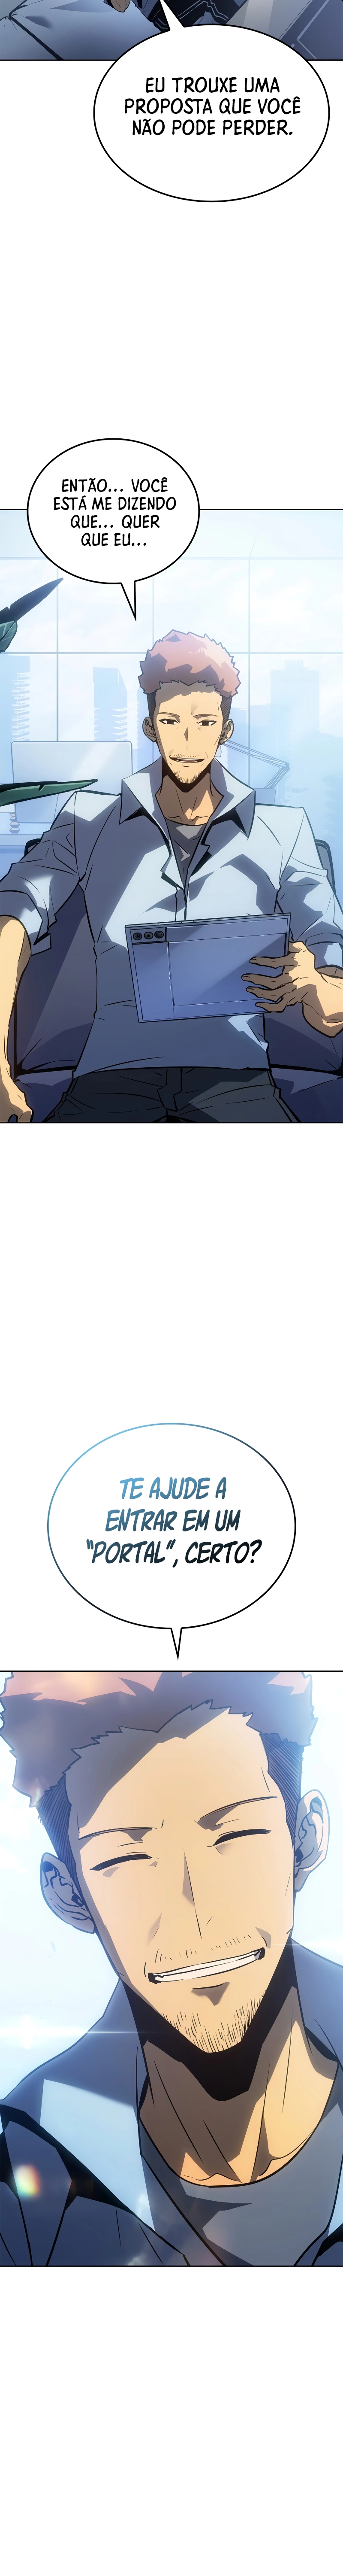 EU TROUXE UMA
PROPOSTA QUE VOCÊ
NÃO PODE PERDER.
ENTÃO... VOCÊ
ESTÁ ME DIZENDO
QUE... QUER
QUE EU...
TE AJUDE A
ENTRAR EM UM
"PORTAL", CERTO?